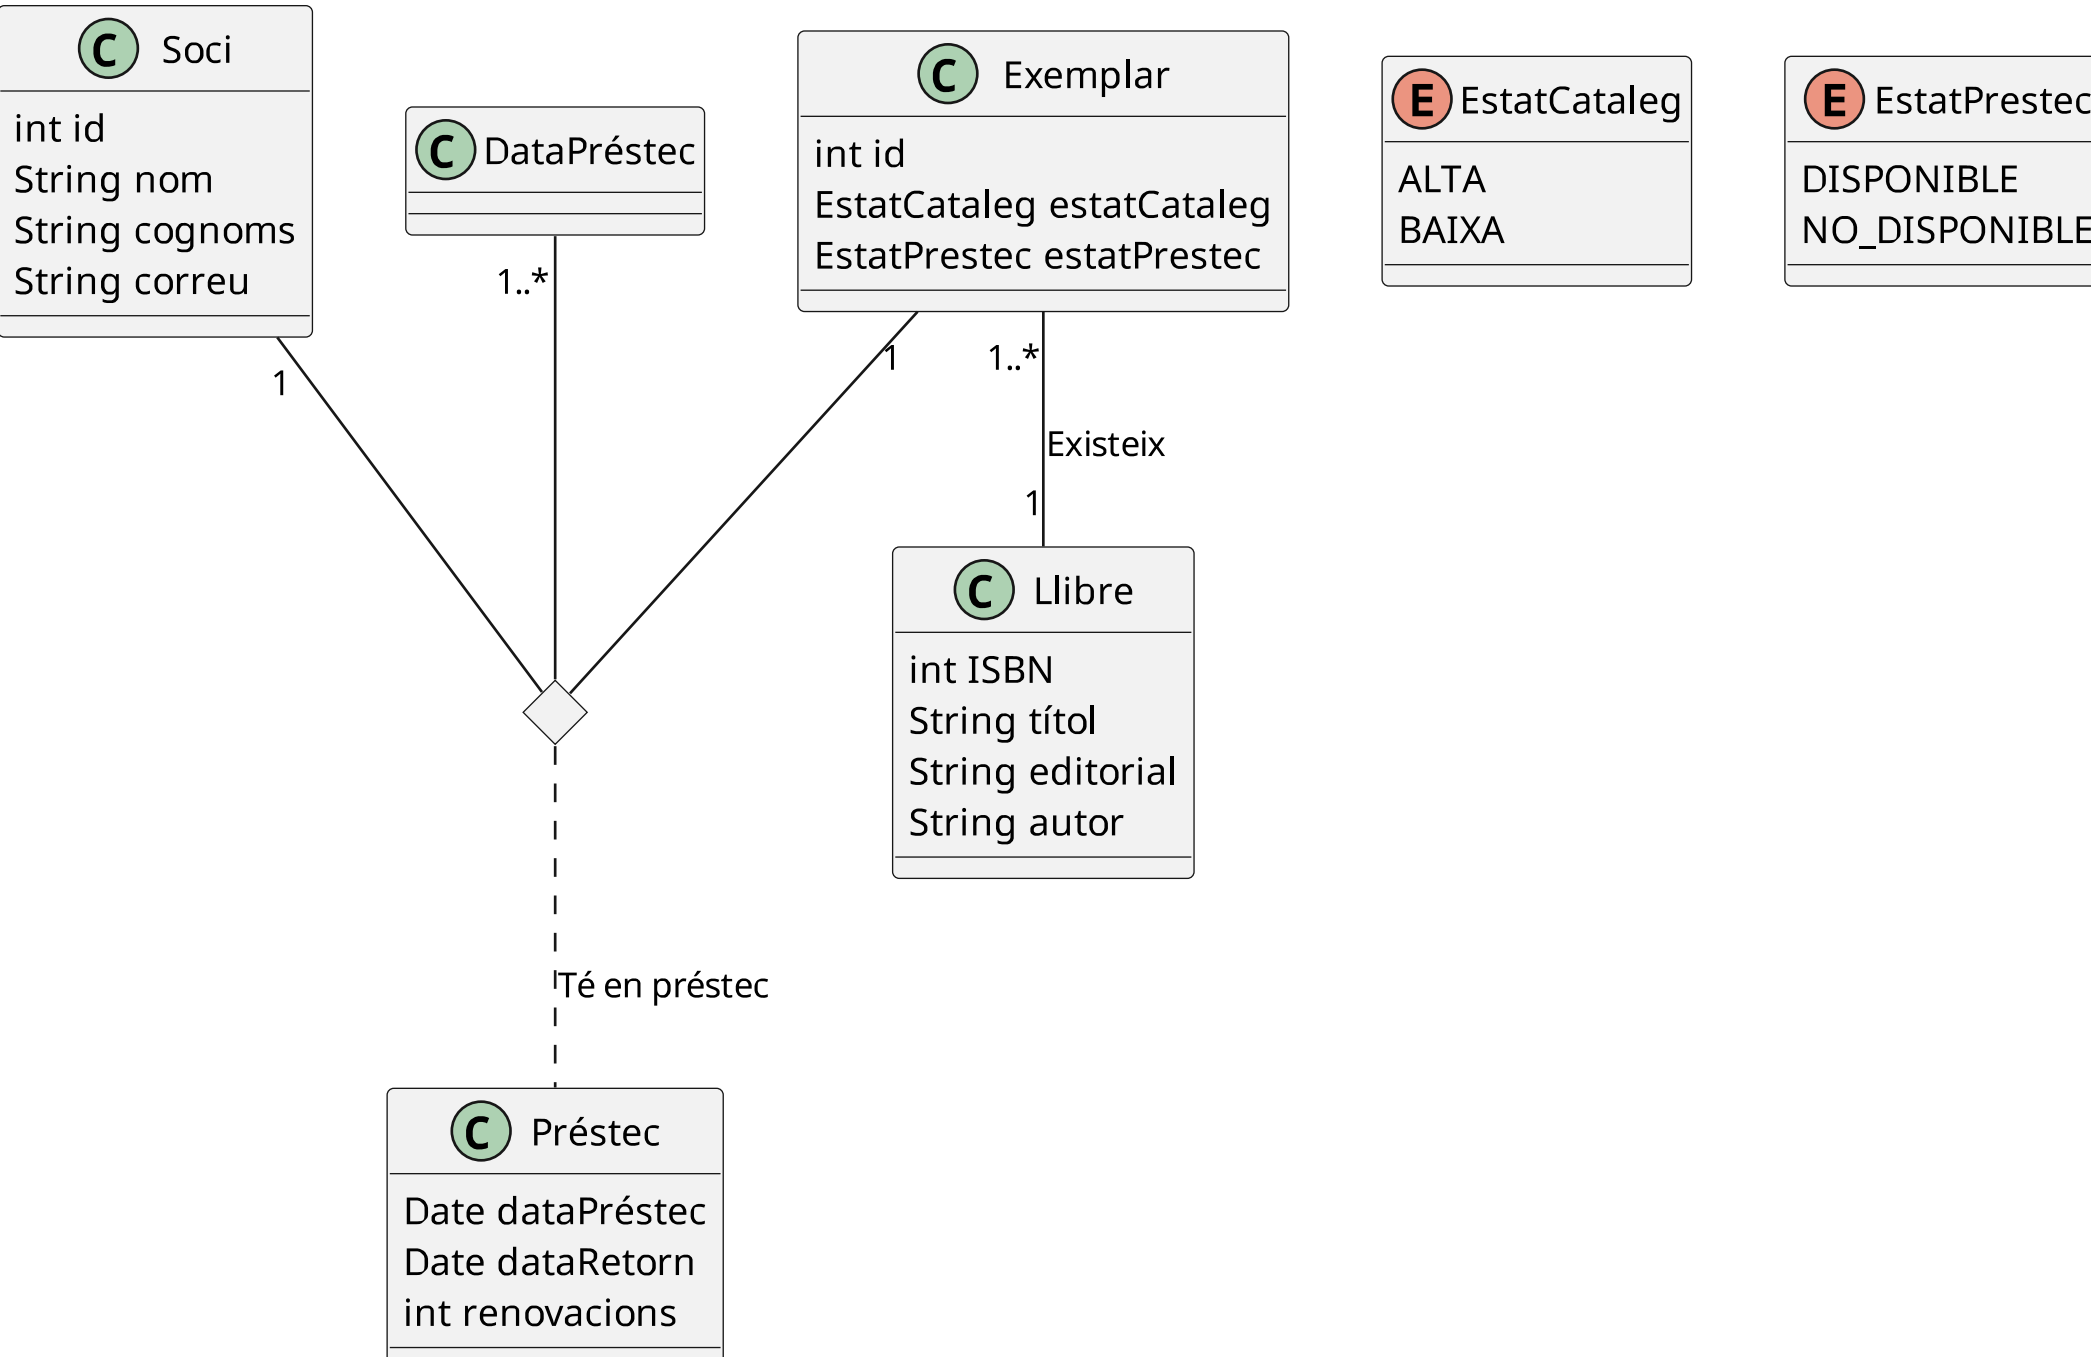 C Soci
int id
String nom
String cognoms
String correu
C DataPréstec
C Exemplar
int id
EstatCataleg estatCataleg
EstatPrestec estatPrestec
E EstatCataleg
ALTA
BAIXA
E EstatPrestec
DISPONIBLE
NO_DISPONIBLE
1
1..*
1
1..*
Existeix
1
C Llibre
int ISBN
String títol
String editorial
String autor
Té en préstec
C Préstec
Date dataPréstec
Date dataRetorn
int renovacions